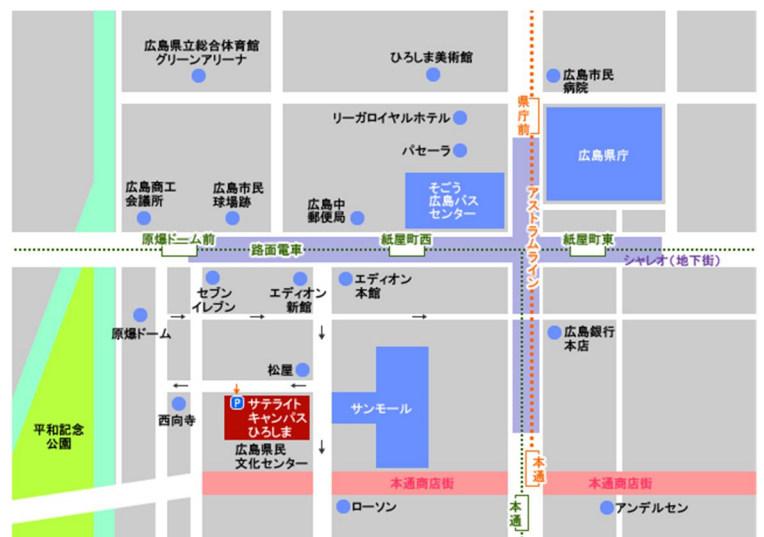 広島県立総合体育館
グリーンアリーナ
ひろしま美術館
広島市民
病院
県庁前
リーガロイヤルホテル
パセーラ
広島県庁
アストラムライン
広島商工
会議所
広島市民
球場跡
広島中
郵便局
そごう
広島バス
センター
原爆ドーム前
路面電車
紙屋町西
紙屋町東
シャレオ(地下街)
セブン
イレブン
エディオン
新館
エディオン
本館
原爆ドーム
広島銀行
本店
松屋
西向寺
P
サテライト
キャンパス
ひろしま
サンモール
平和記念
公園
広島県民
文化センター
本通
本通商店街
本通商店街
ローソン
本通
アンデルセン